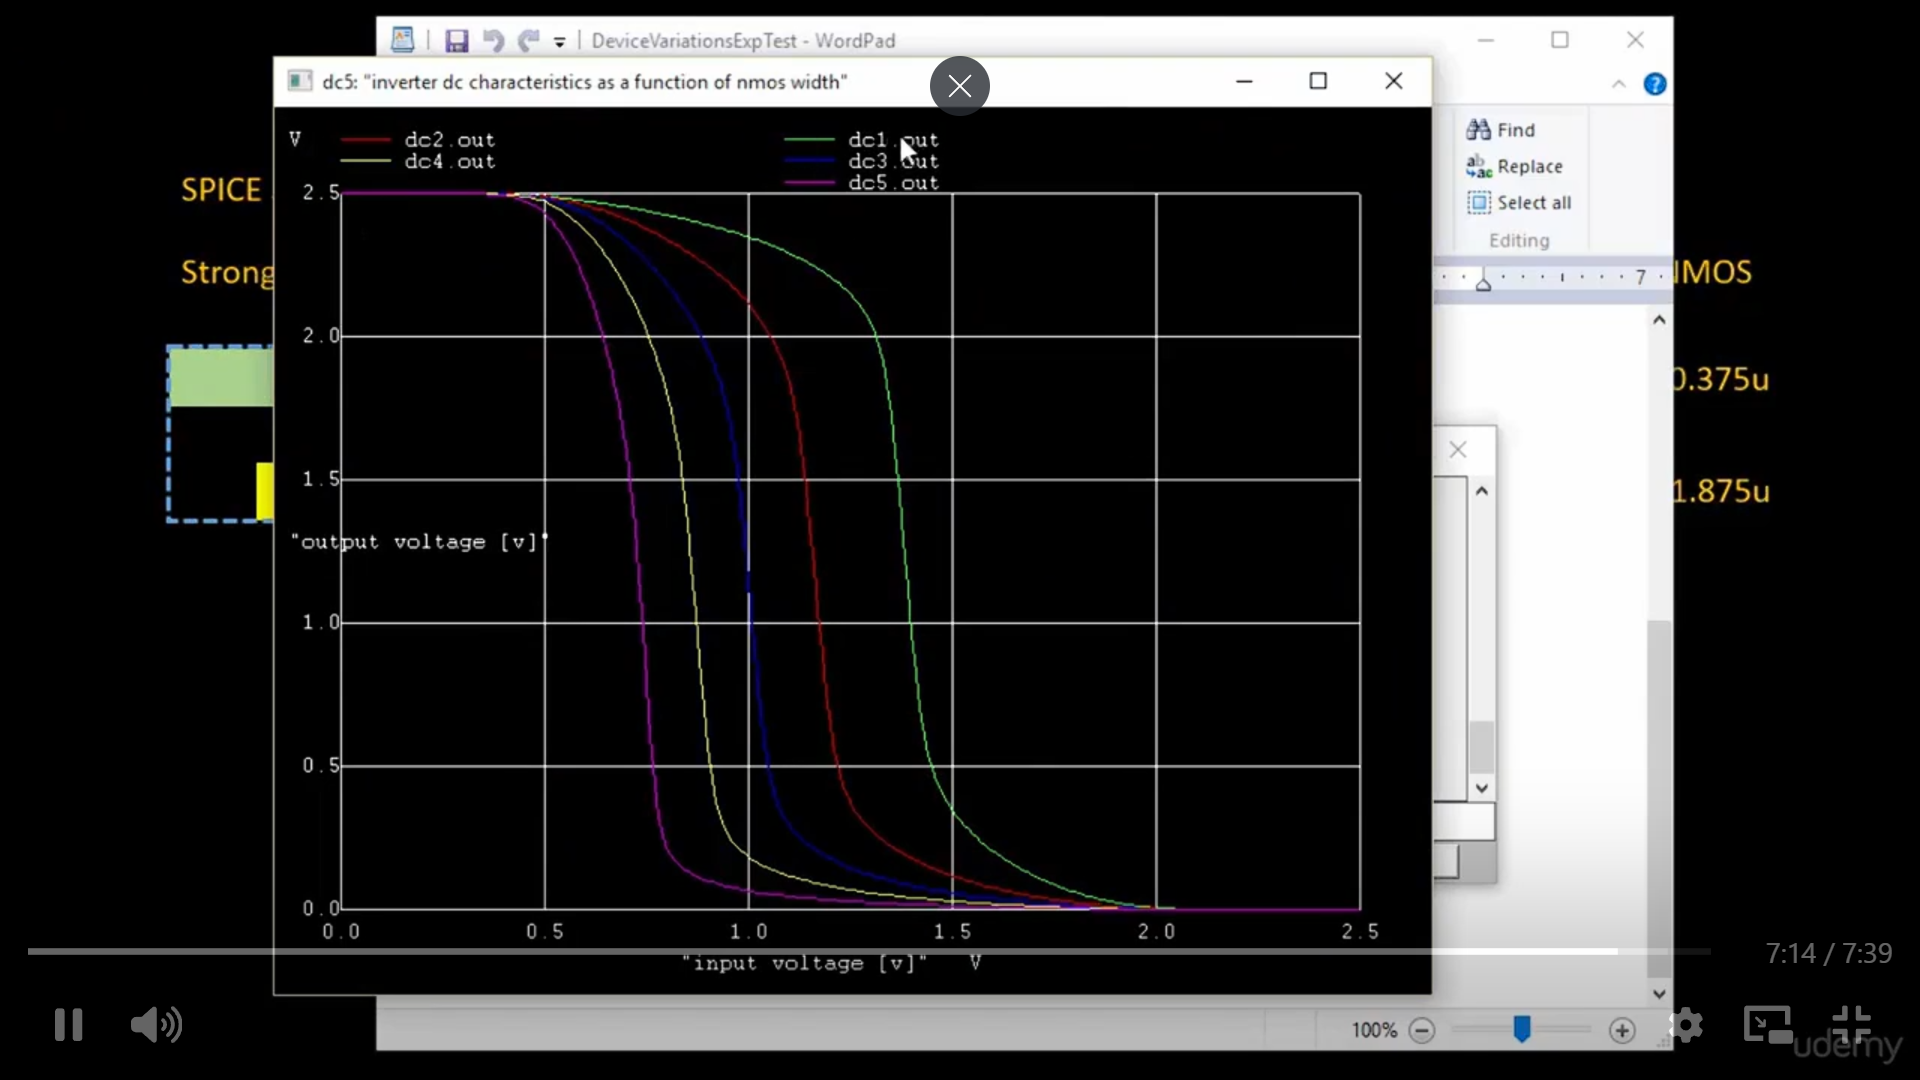 DeviceVariationsExpTest - WordPad
dc5: "inverter dc characteristics as a function of nmos width"
Find
Replace
Select all
Editing
7
V
dc2.out
dc1.out
dc4.out
dc3.out
dc5.out
SPICE
Strong
NMOS
0.375u
1.875u
2.5
2.0
1.5
"output voltage [v]"
1.0
0.5
0.0
0.0 0.5 1.0 1.5 2.0 2.5
"input voltage [v]" V
7:14 / 7:39
100%
udemy